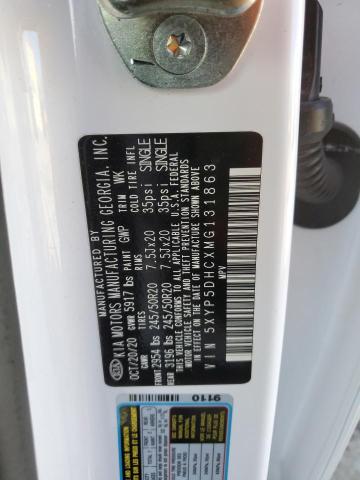 MANUFACTURED BY
KIA MOTORS MANUFACTURING GEORGIA, INC.
OCT/20/20 GVWR 5917 lbs PAINT GWP TRIM WK
GAWR TIRES RIMS COLD TIRE INFL
FRONT 2954 lbs 245/50R20 7.5Jx20 35psi SINGLE
REAR 3196 lbs 245/50R20 7.5Jx20 35psi SINGLE
THIS VEHICLE CONFORMS TO ALL APPLICABLE U.S.A. FEDERAL
MOTOR VEHICLE SAFETY BUMPER AND THEFT PREVENTION STANDARDS
IN EFFECT ON THE DATE OF MANUFACTURE SHOWN ABOVE
VIN 5XYP5DHCXMG131863
MPV
KIA
9110